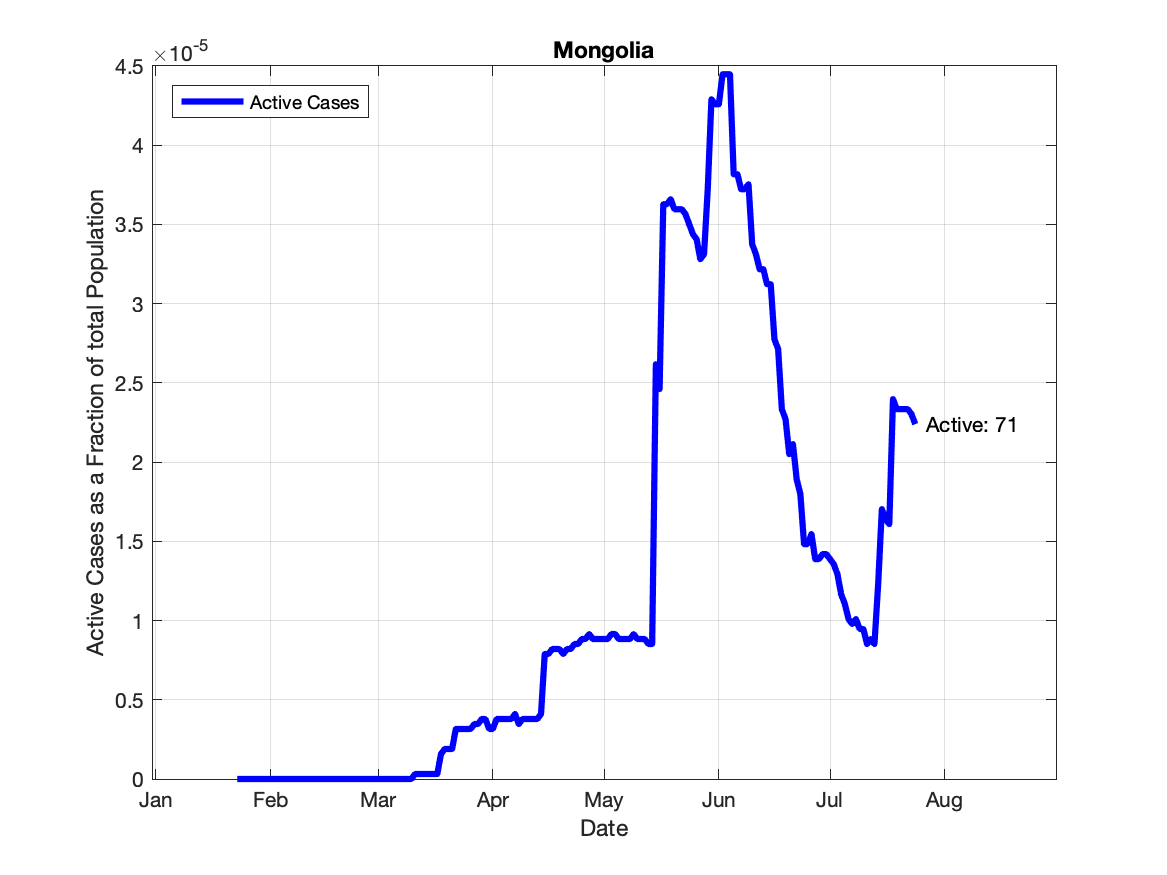 Mongolia
×10-5
4.5
4
3.5
3
2.5
2
1.5
1
0.5
0
Active Cases as a Fraction of total Population
Active Cases
Active: 71
Jan Feb Mar Apr May Jun Jul Aug
Date